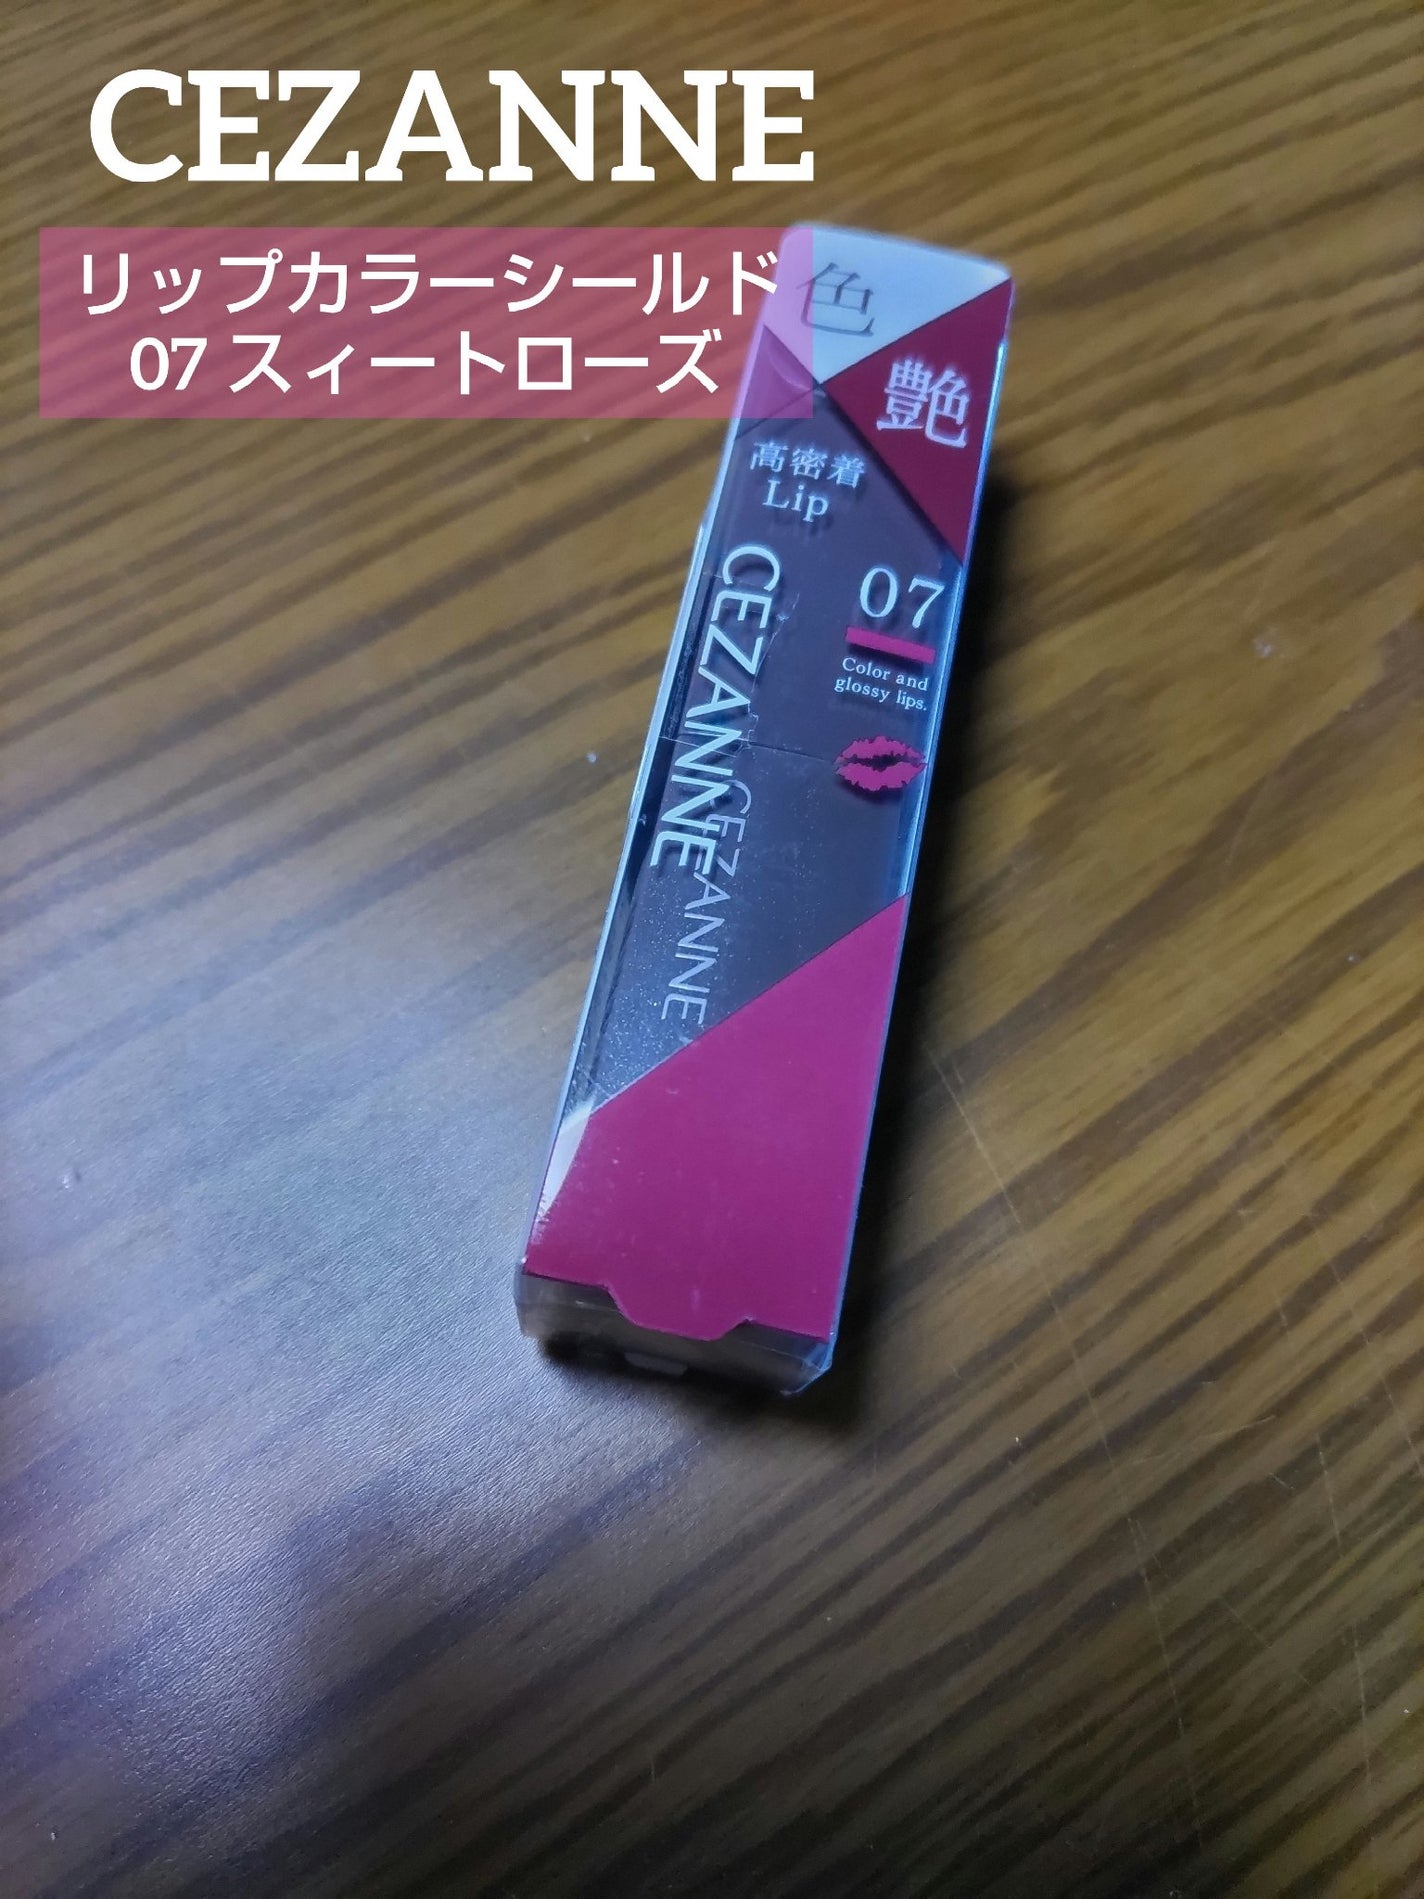 CEZANNE
リップカラーシールド
07 スィートローズ
色
艶
高密着
Lip
07
Color and
glossy lips.
CEZANNE
CEZANNE